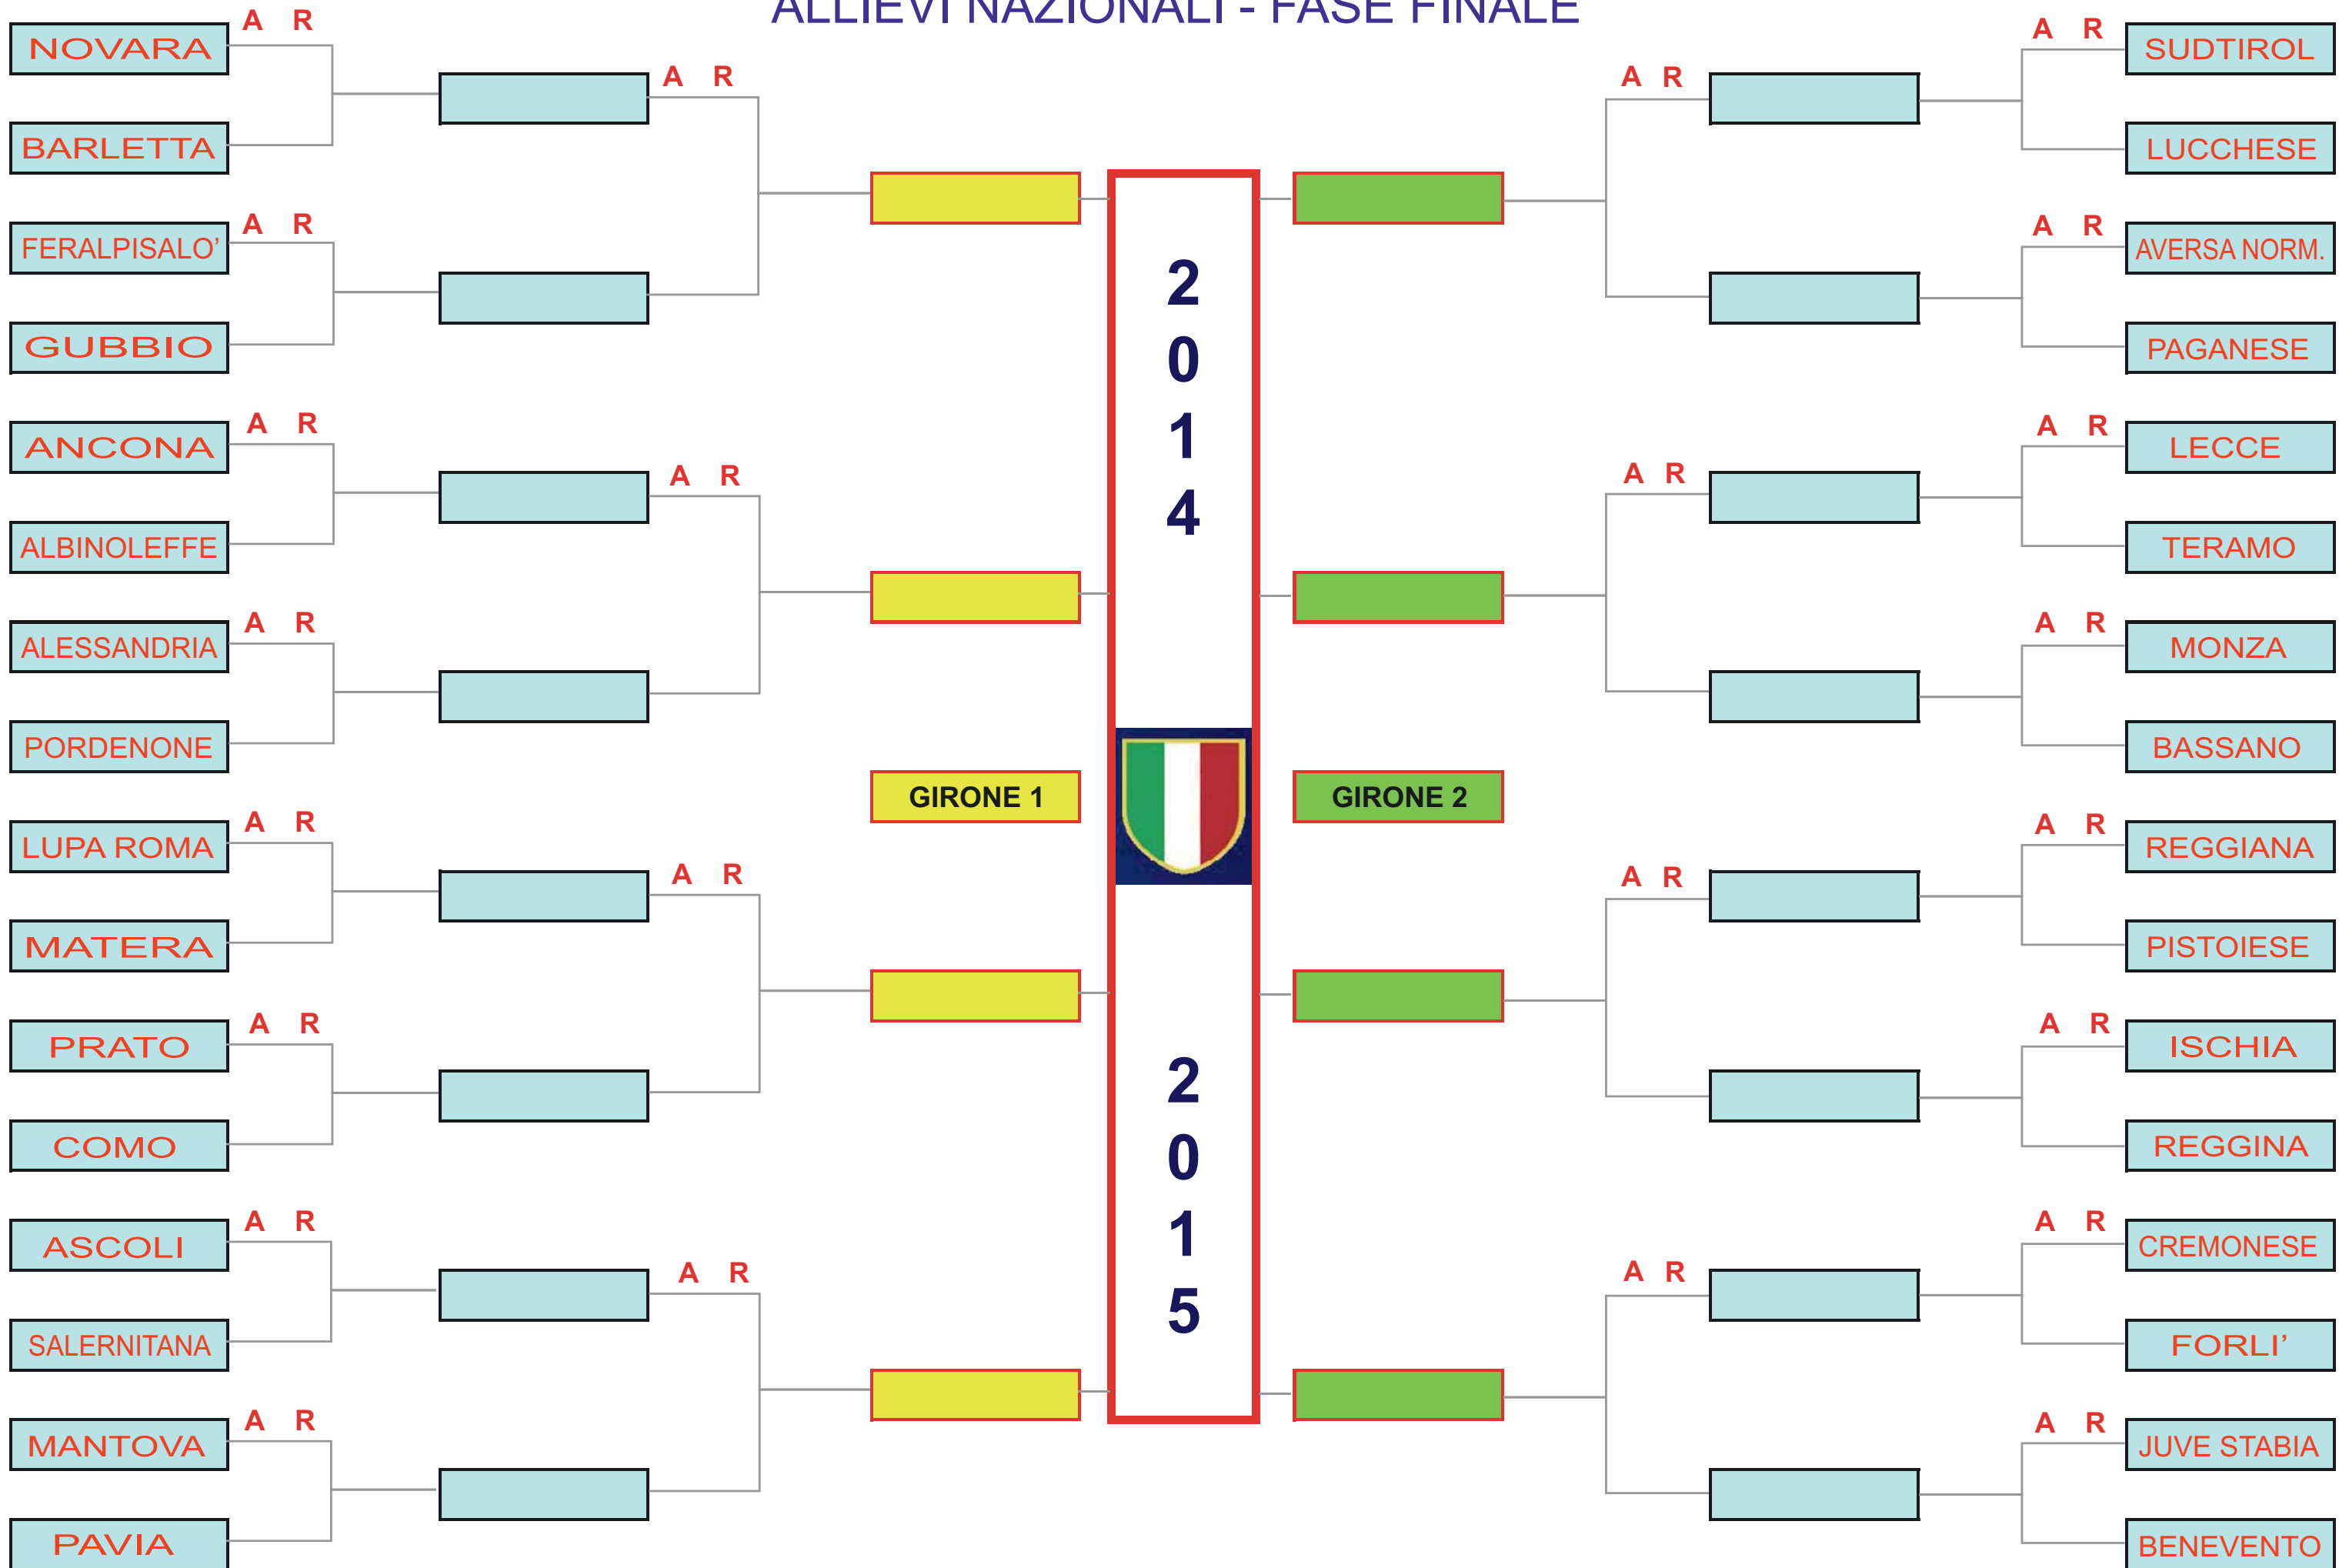 ALLIEVI NAZIONALI - FASE FINALE
A R
NOVARA
BARLETTA
A R
FERALPISALO’
GUBBIO
A R
ANCONA
ALBINOLEFFE
A R
ALESSANDRIA
PORDENONE
A R
LUPA ROMA
MATERA
A R
PRATO
COMO
A R
ASCOLI
SALERNITANA
A R
MANTOVA
PAVIA
A R
A R
A R
A R
GIRONE 1
2
0
1
4
2
0
1
5
GIRONE 2
A R
A R
A R
A R
A R
SUDTIROL
LUCCHESE
A R
AVERSA NORM.
PAGANESE
A R
LECCE
TERAMO
A R
MONZA
BASSANO
A R
REGGIANA
PISTOIESE
A R
ISCHIA
REGGINA
A R
CREMONESE
FORLI’
A R
JUVE STABIA
BENEVENTO